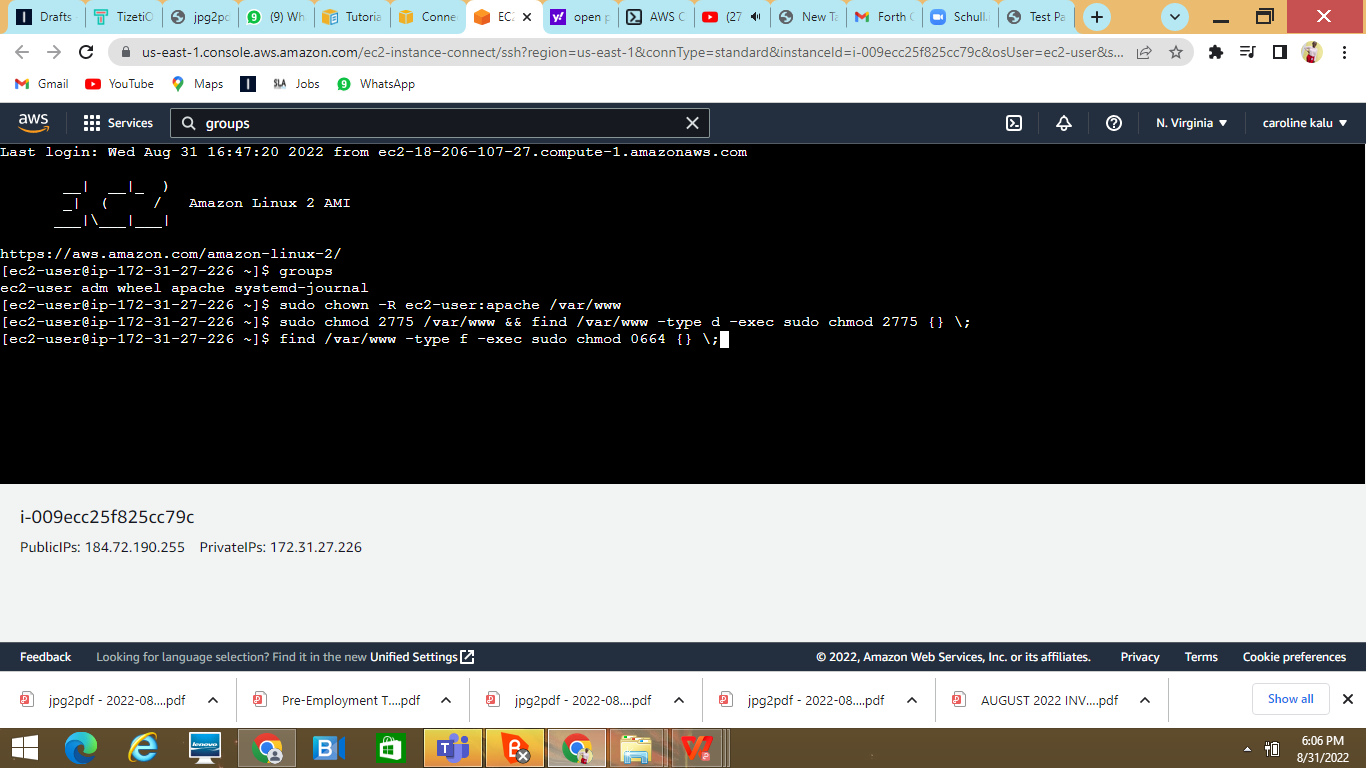 Drafts
TizetiO
jpg2pd
(9) Wh
Tutoria
Conne
EC2
open p
AWS C
(27
New Ta
Forth C
Schull.i
Test Pa
us-east-1.console.aws.amazon.com/ec2-instance-connect/ssh?region=us-east-1&connType=standard&instanceId=i-009ecc25f825cc79c&osUser=ec2-user&s...
Gmail
YouTube
Maps
SLA Jobs
WhatsApp
aws
Services
groups
N. Virginia
caroline kalu
Last login: Wed Aug 31 16:47:20 2022 from ec2-18-206-107-27.compute-1.amazonaws.com
__|  __|_  )
_|  (     /   Amazon Linux 2 AMI
___|\___|___|
https://aws.amazon.com/amazon-linux-2/
[ec2-user@ip-172-31-27-226 ~]$ groups
ec2-user adm wheel apache systemd-journal
[ec2-user@ip-172-31-27-226 ~]$ sudo chown -R ec2-user:apache /var/www
[ec2-user@ip-172-31-27-226 ~]$ sudo chmod 2775 /var/www && find /var/www -type d -exec sudo chmod 2775 {} \;
[ec2-user@ip-172-31-27-226 ~]$ find /var/www -type f -exec sudo chmod 0664 {} \;
i-009ecc25f825cc79c
PublicIPs: 184.72.190.255 PrivateIPs: 172.31.27.226
Feedback
Looking for language selection? Find it in the new Unified Settings
© 2022, Amazon Web Services, Inc. or its affiliates.
Privacy
Terms
Cookie preferences
jpg2pdf - 2022-08....pdf
Pre-Employment T....pdf
jpg2pdf - 2022-08....pdf
jpg2pdf - 2022-08....pdf
AUGUST 2022 INV....pdf
Show all
lenovo
6:06 PM
8/31/2022